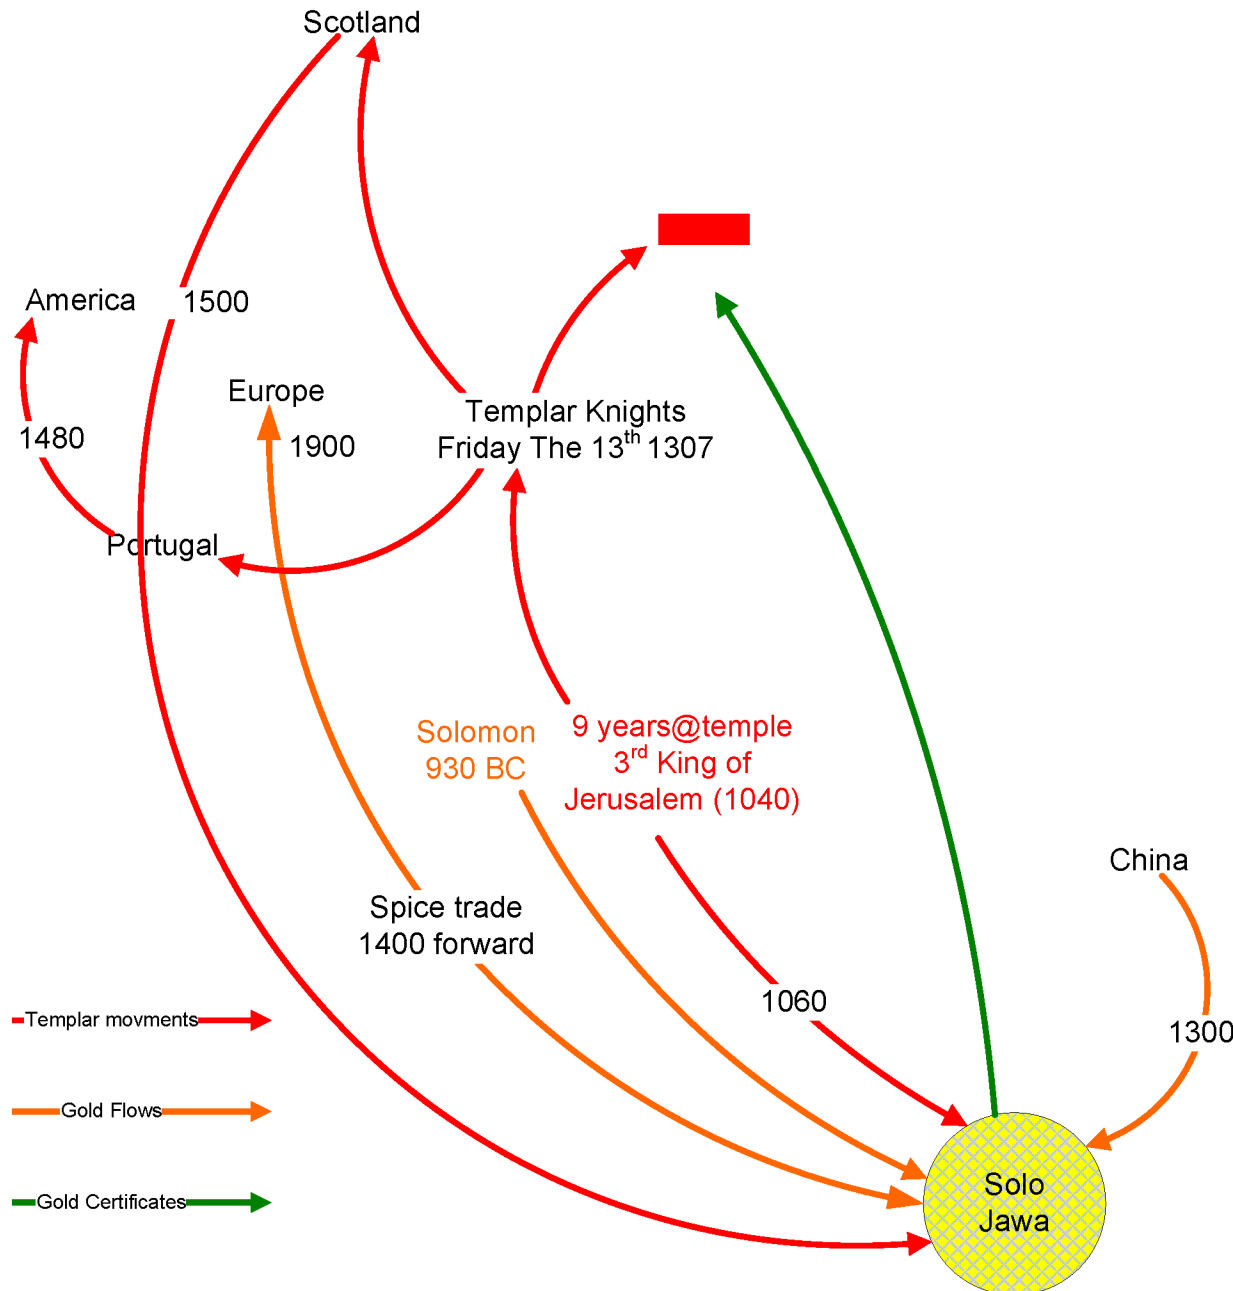 Scotland
America
1500
Europe
1900
1480
Templar Knights
Friday The 13th 1307
Portugal
Solomon
930 BC
9 years@temple
3rd King of
Jerusalem (1040)
China
Spice trade
1400 forward
1060
1300
Templar movments
Gold Flows
Gold Certificates
Solo
Jawa